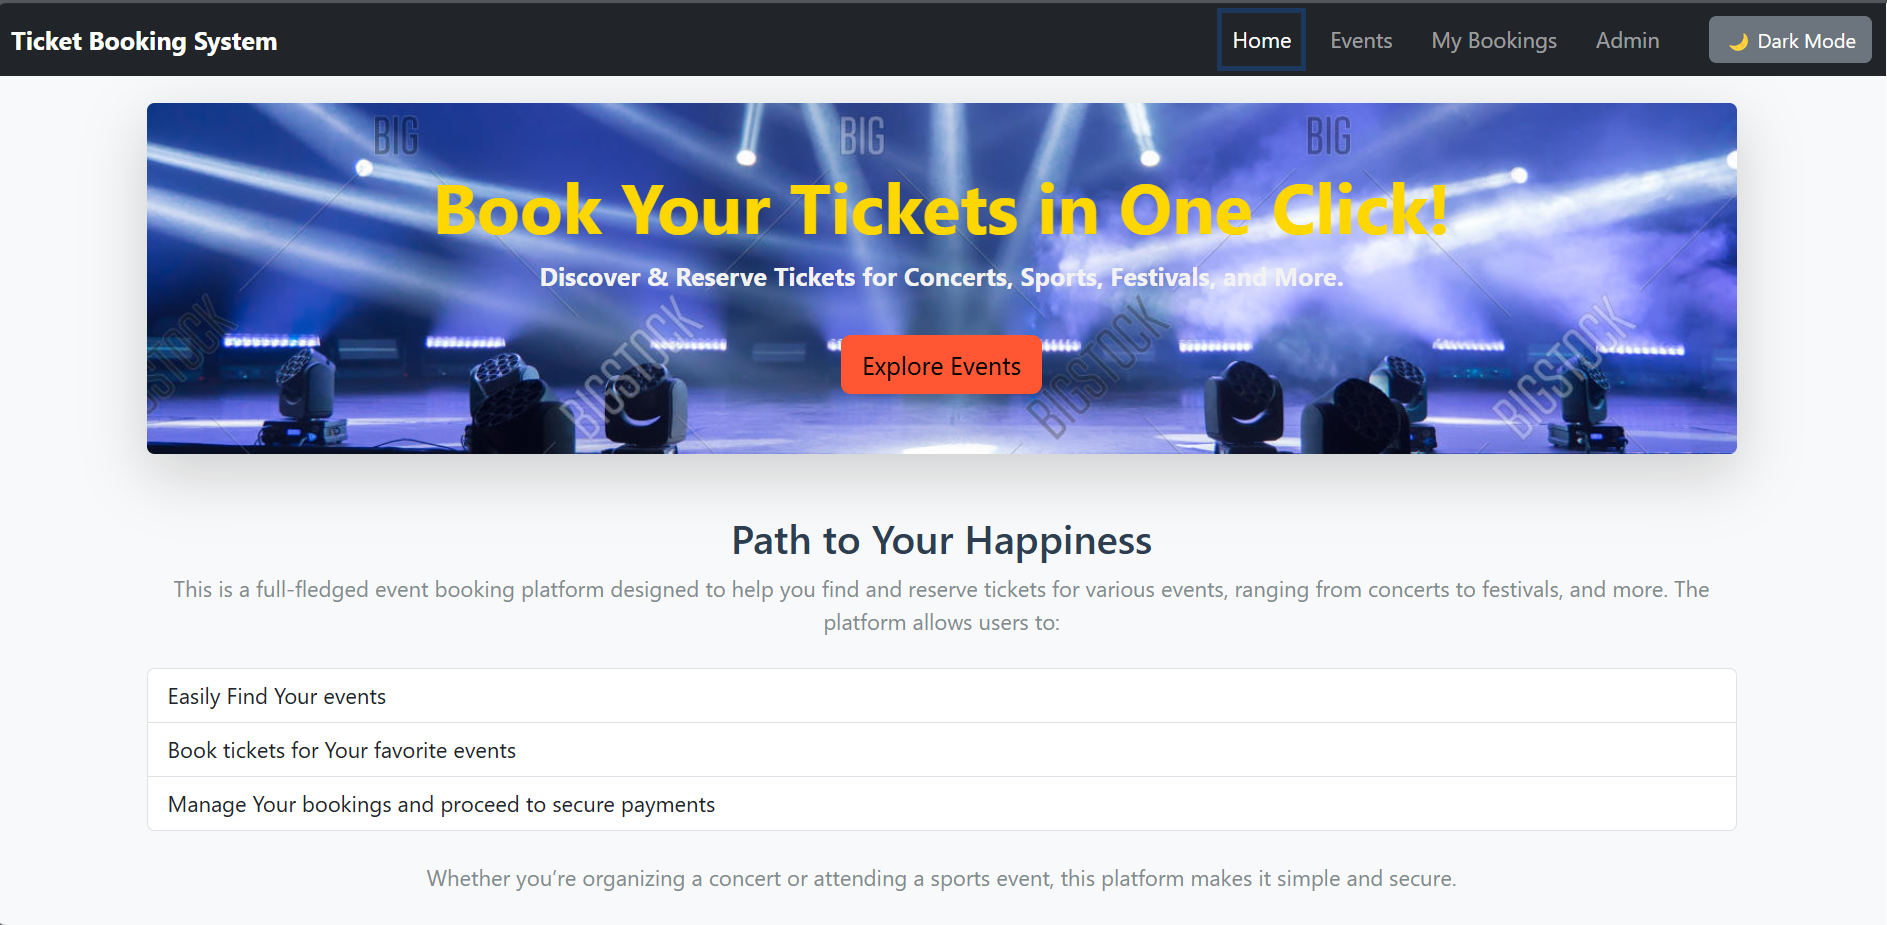 Ticket Booking System
Home Events My Bookings Admin 🌙 Dark Mode
BIG BIG BIG
Book Your Tickets in One Click!
Discover & Reserve Tickets for Concerts, Sports, Festivals, and More.
BIGSTOCK BIGSTOCK BIGSTOCK BIGSTOCK
Explore Events
Path to Your Happiness
This is a full-fledged event booking platform designed to help you find and reserve tickets for various events, ranging from concerts to festivals, and more. The
platform allows users to:
Easily Find Your events
Book tickets for Your favorite events
Manage Your bookings and proceed to secure payments
Whether you’re organizing a concert or attending a sports event, this platform makes it simple and secure.